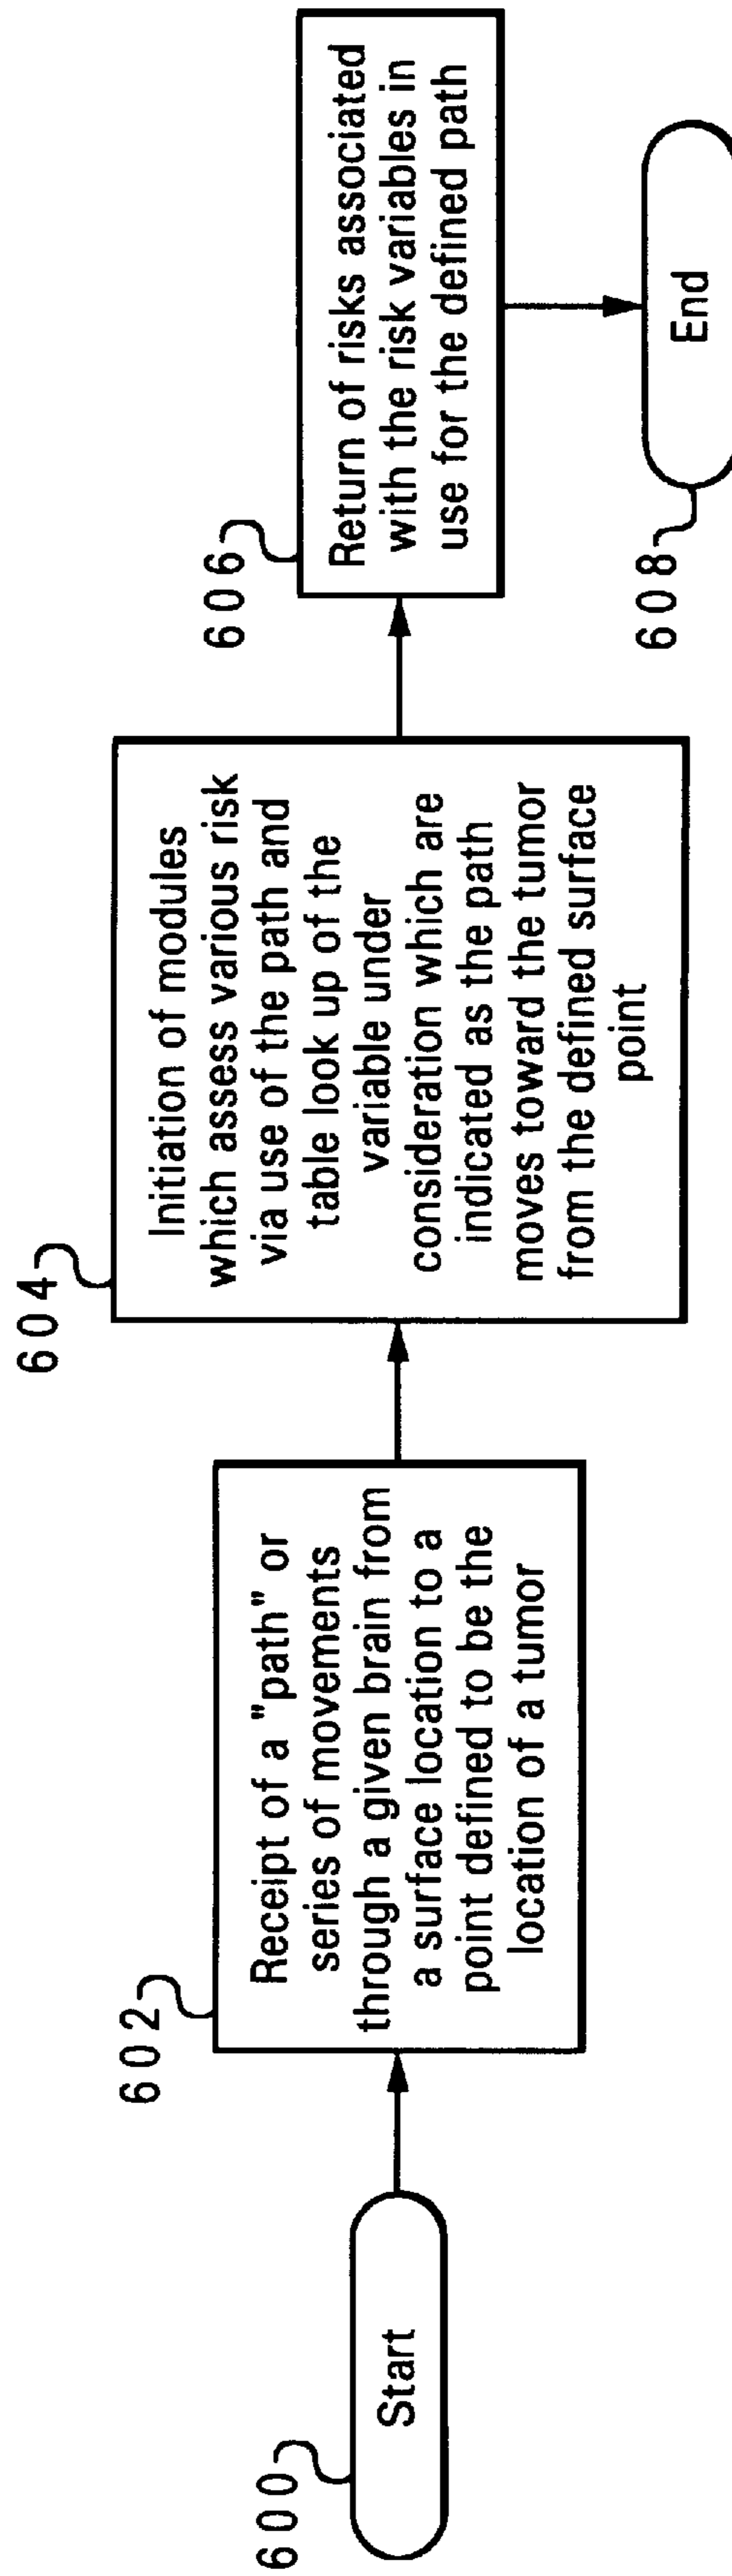 600
Start
602
Receipt of a "path" or
series of movements
through a given brain from
a surface location to a
point defined to be the
location of a tumor
604
Initiation of modules
which assess various risk
via use of the path and
table look up of the
variable under
consideration which are
indicated as the path
moves toward the tumor
from the defined surface
point
606
Return of risks associated
with the risk variables in
use for the defined path
608
End